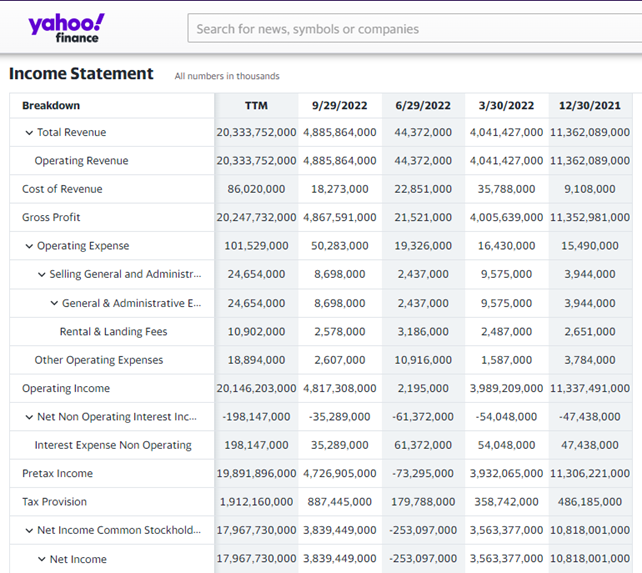 yahoo!
finance
Search for news, symbols or companies
Income Statement All numbers in thousands
Breakdown TTM 9/29/2022 6/29/2022 3/30/2022 12/30/2021
Total Revenue 20,333,752,000 4,885,864,000 44,372,000 4,041,427,000 11,362,089,000
Operating Revenue 20,333,752,000 4,885,864,000 44,372,000 4,041,427,000 11,362,089,000
Cost of Revenue 86,020,000 18,273,000 22,851,000 35,788,000 9,108,000
Gross Profit 20,247,732,000 4,867,591,000 21,521,000 4,005,639,000 11,352,981,000
Operating Expense 101,529,000 50,283,000 19,326,000 16,430,000 15,490,000
Selling General and Administr... 24,654,000 8,698,000 2,437,000 9,575,000 3,944,000
General & Administrative E... 24,654,000 8,698,000 2,437,000 9,575,000 3,944,000
Rental & Landing Fees 10,902,000 2,578,000 3,186,000 2,487,000 2,651,000
Other Operating Expenses 18,894,000 2,607,000 10,916,000 1,587,000 3,784,000
Operating Income 20,146,203,000 4,817,308,000 2,195,000 3,989,209,000 11,337,491,000
Net Non Operating Interest Inc... -198,147,000 -35,289,000 -61,372,000 -54,048,000 -47,438,000
Interest Expense Non Operating 198,147,000 35,289,000 61,372,000 54,048,000 47,438,000
Pretax Income 19,891,896,000 4,726,905,000 -73,295,000 3,932,065,000 11,306,221,000
Tax Provision 1,912,160,000 887,445,000 179,788,000 358,742,000 486,185,000
Net Income Common Stockhold... 17,967,730,000 3,839,449,000 -253,097,000 3,563,377,000 10,818,001,000
Net Income 17,967,730,000 3,839,449,000 -253,097,000 3,563,377,000 10,818,001,000